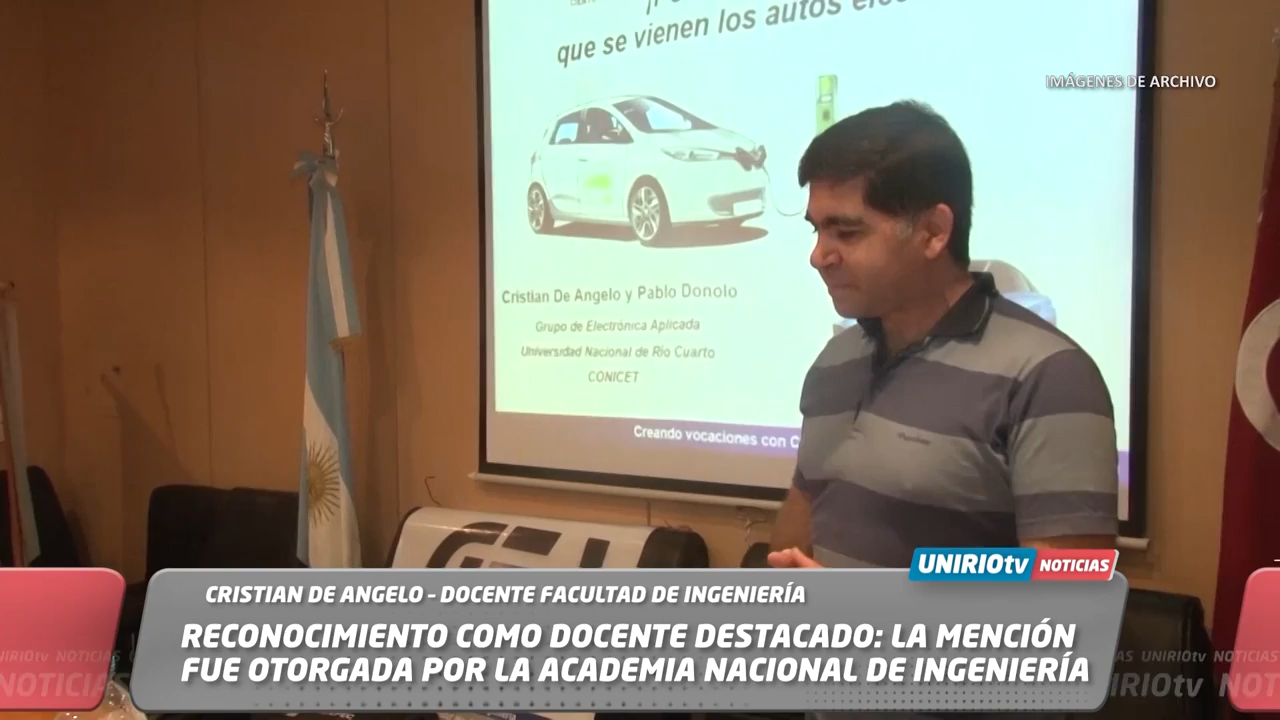 que se vienen los autos
IMÁGENES DE ARCHIVO
Cristian De Angelo y Pablo Donolo
Grupo de Electrónica Aplicada
Universidad Nacional de Río Cuarto
CONICET
Creando vocaciones con
UNIRIOtv NOTICIAS
CRISTIAN DE ANGELO - DOCENTE FACULTAD DE INGENIERÍA
RECONOCIMIENTO COMO DOCENTE DESTACADO: LA MENCIÓN
FUE OTORGADA POR LA ACADEMIA NACIONAL DE INGENIERÍA
UNIRIOtv NOTICIAS